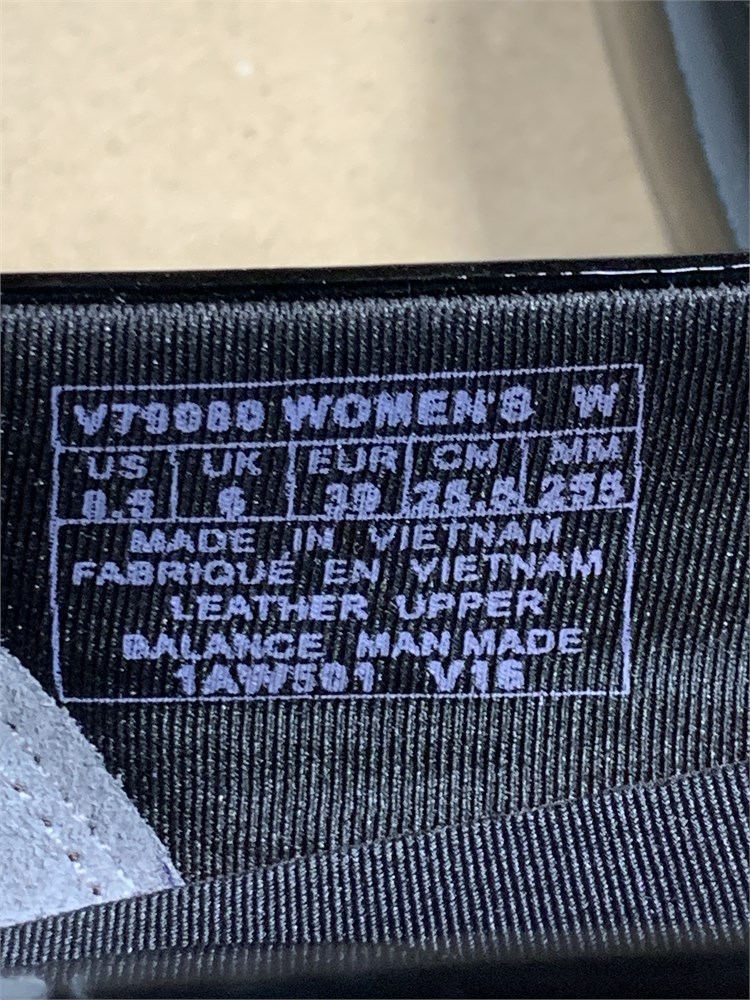 V79080 WOMEN'S W
US UK EUR CM MM
8.5 6 39 25.5 255
MADE IN VIETNAM
FABRIQUÉ EN VIETNAM
LEATHER UPPER
BALANCE MAN MADE
1AW501 V16